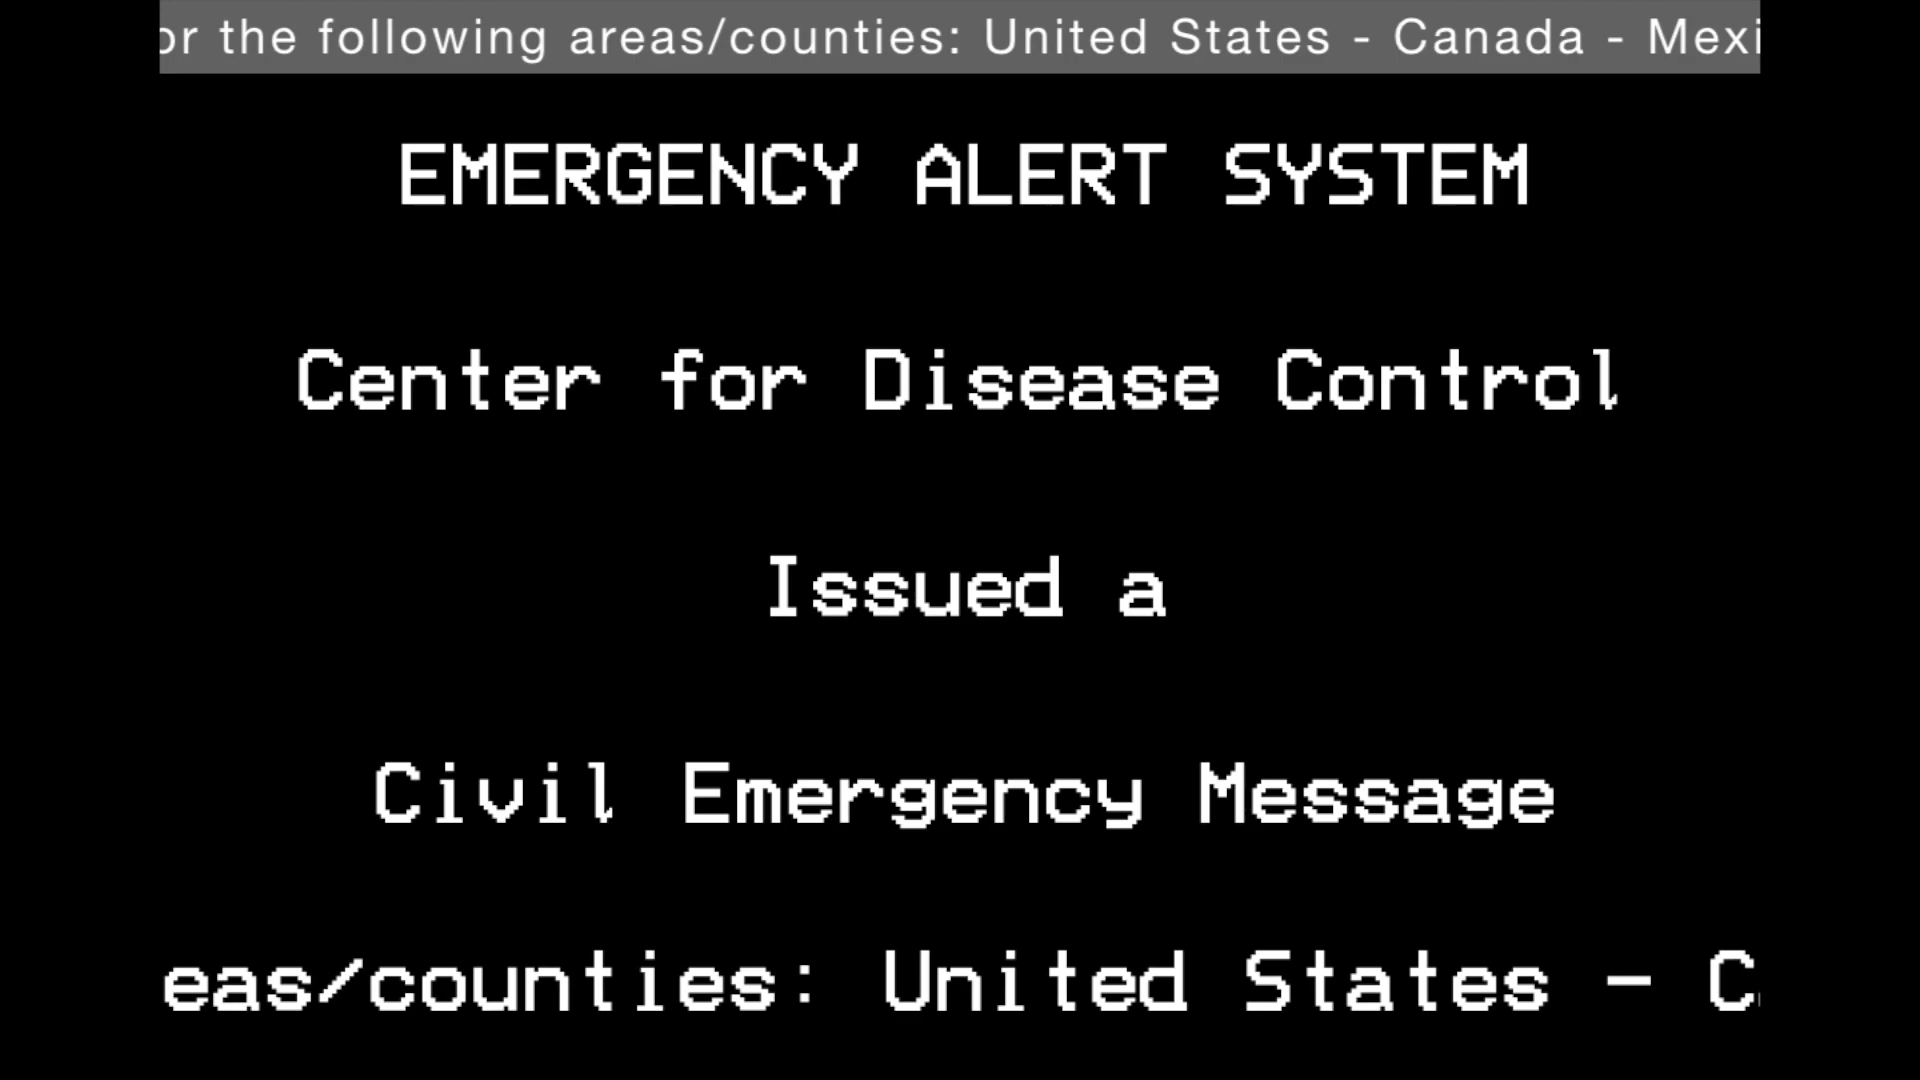 or the following areas/counties: United States - Canada - Mexi
EMERGENCY ALERT SYSTEM
Center for Disease Control
Issued a
Civil Emergency Message
eas/counties: United States - C